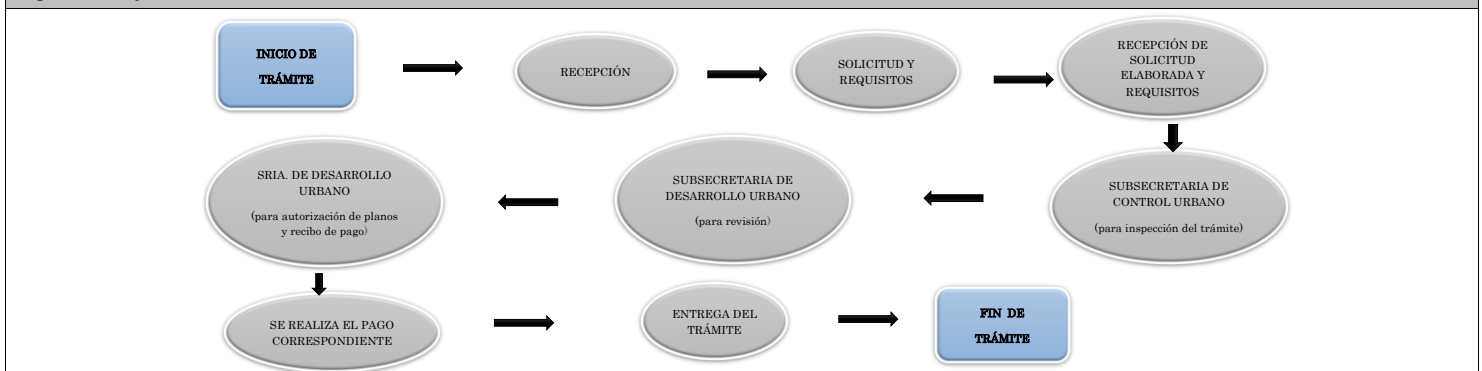 INICIO DE
TRÁMITE
RECEPCIÓN
SOLICITUD Y
REQUISITOS
RECEPCIÓN DE
SOLICITUD
ELABORADA Y
REQUISITOS
SUBSECRETARIA DE
CONTROL URBANO
(para inspección del trámite)
SUBSECRETARIA DE
DESARROLLO URBANO
(para revisión)
SRIA. DE DESARROLLO
URBANO
(para autorización de planos
y recibo de pago)
SE REALIZA EL PAGO
CORRESPONDIENTE
ENTREGA DEL
TRÁMITE
FIN DE
TRÁMITE